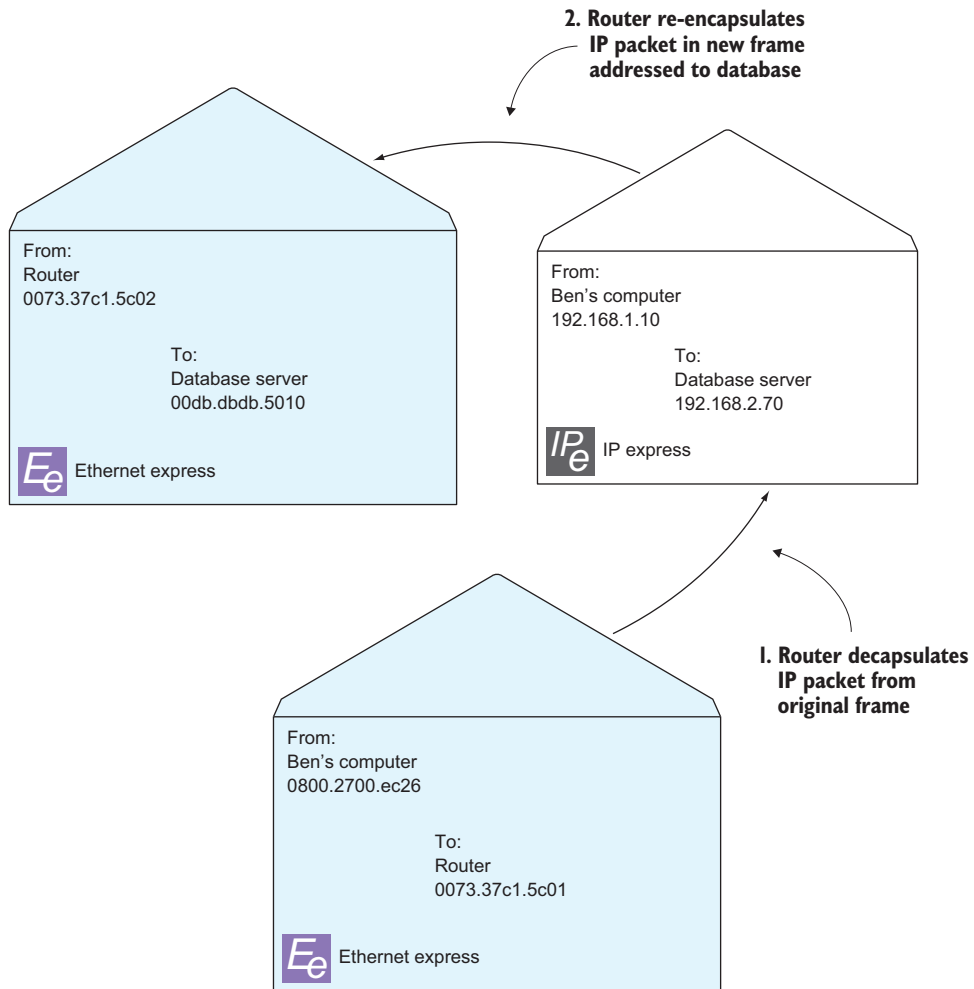 2. Router re-encapsulates
IP packet in new frame
addressed to database
From:
Router
0073.37c1.5c02
To:
Database server
00db.dbdb.5010
Ee Ethernet express
From:
Ben's computer
192.168.1.10
To:
Database server
192.168.2.70
IPe IP express
1. Router decapsulates
IP packet from
original frame
From:
Ben's computer
0800.2700.ec26
To:
Router
0073.37c1.5c01
Ee Ethernet express